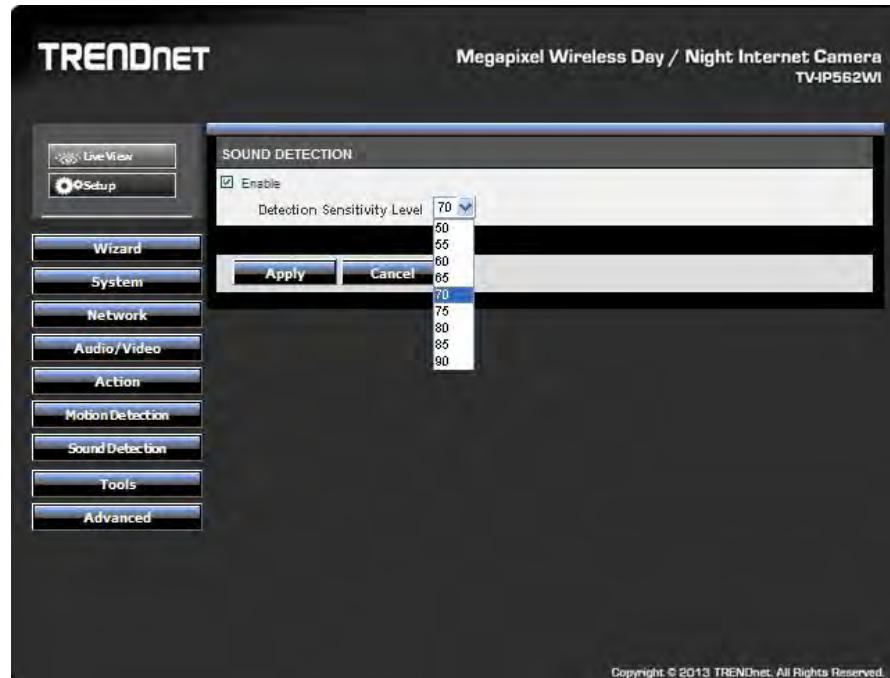 TRENDNET
Megapixel Wireless Day / Night Internet Camera
TV-IP562WI
Live View
Setup
Wizard
System
Network
Audio/Video
Action
Motion Detection
Sound Detection
Tools
Advanced
SOUND DETECTION
Enable
Detection Sensitivity Level 70
50
55
60
65
70
75
80
85
90
Apply Cancel
Copyright © 2013 TRENDnet. All Rights Reserved.